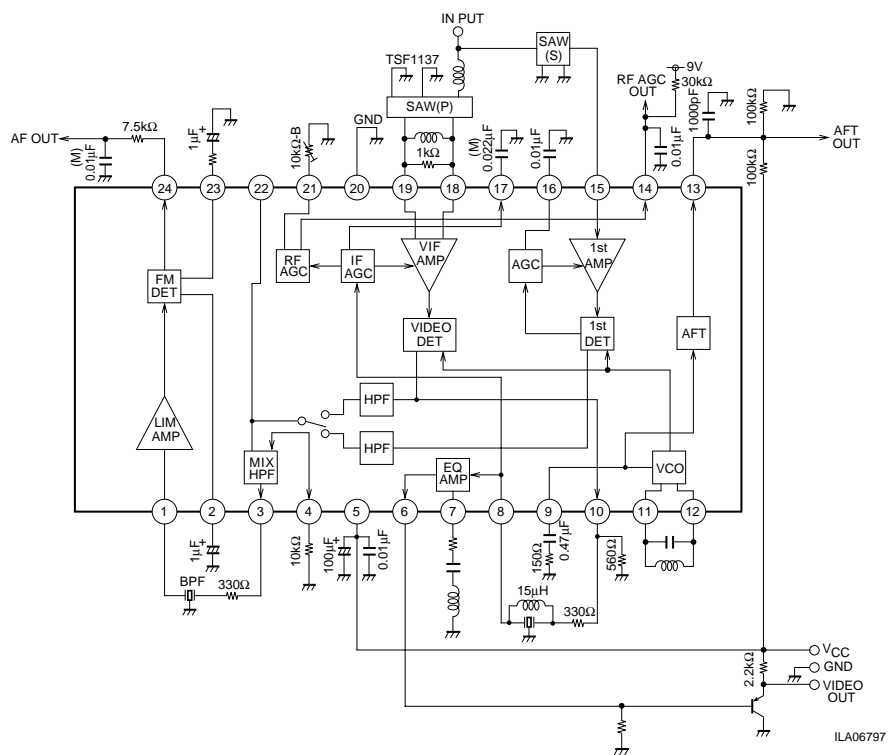 IN PUT
SAW
(S)
TSF1137
SAW(P)
9V
30kΩ
RF AGC
OUT
1000pF
100kΩ
AF OUT
7.5kΩ
(M)
0.01μF
1μF
+
10kΩ-B
GND
1kΩ
(M)
0.022μF
0.01μF
0.01μF
100kΩ
AFT
OUT
24
23
22
21
20
19
18
17
16
15
14
13
RF
AGC
IF
AGC
VIF
AMP
AGC
1st
AMP
FM
DET
VIDEO
DET
1st
DET
AFT
HPF
HPF
LIM
AMP
MIX
HPF
EQ
AMP
VCO
1
2
3
4
5
6
7
8
9
10
11
12
1μF
+
BPF
330Ω
10kΩ
100μF
+
0.01μF
150Ω
0.47μF
560Ω
15μH
330Ω
VCC
2.2kΩ
GND
VIDEO
OUT
ILA06797